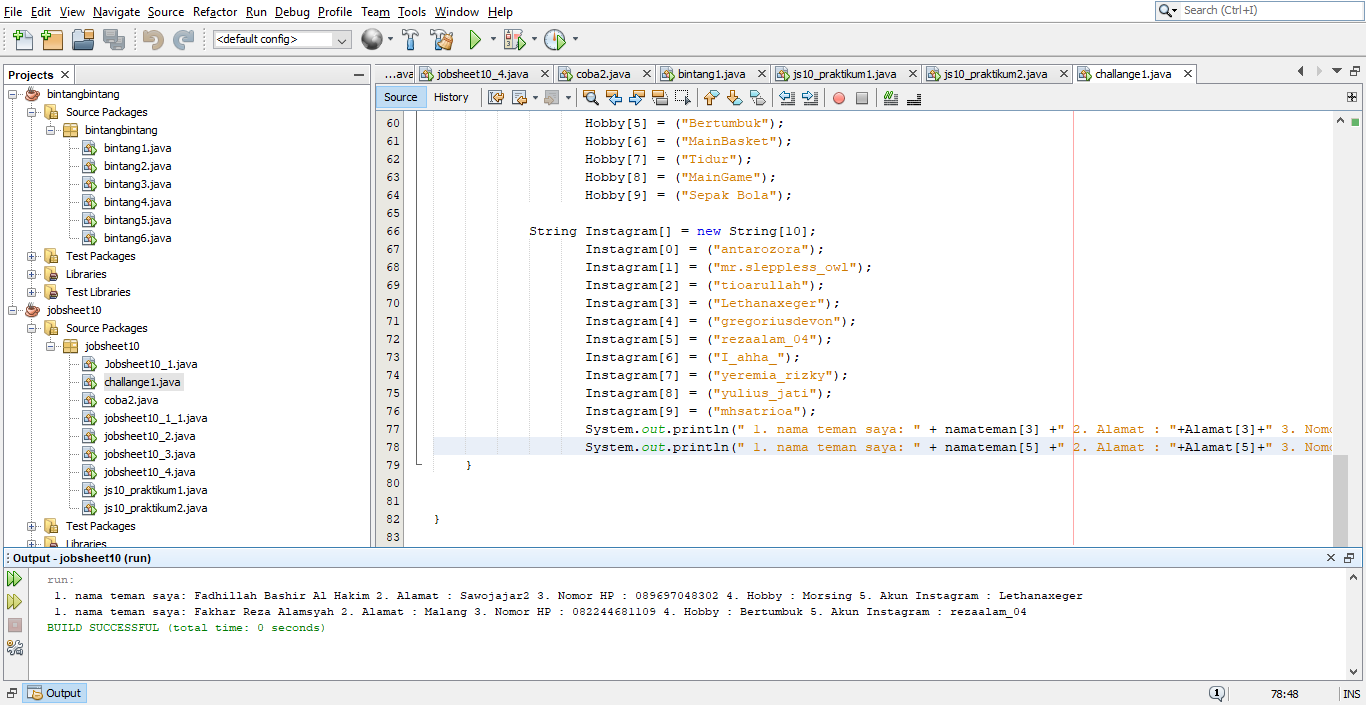 File Edit View Navigate Source Refactor Run Debug Profile Team Tools Window Help
Search (Ctrl+I)
<default config>
Projects
...ava jobsheet10_4.java coba2.java bintang1.java js10_praktikum1.java js10_praktikum2.java challange1.java
Source History
bintangbintang
Source Packages
bintangbintang
bintang1.java
bintang2.java
bintang3.java
bintang4.java
bintang5.java
bintang6.java
Test Packages
Libraries
Test Libraries
jobsheet10
Source Packages
jobsheet10
Jobsheet10_1.java
challange1.java
coba2.java
jobsheet10_1_1.java
jobsheet10_2.java
jobsheet10_3.java
jobsheet10_4.java
js10_praktikum1.java
js10_praktikum2.java
Test Packages
Libraries
60 Hobby[5] = ("Bertumbuk");
61 Hobby[6] = ("MainBasket");
62 Hobby[7] = ("Tidur");
63 Hobby[8] = ("MainGame");
64 Hobby[9] = ("Sepak Bola");
65
66 String Instagram[] = new String[10];
67 Instagram[0] = ("antarozora");
68 Instagram[1] = ("mr.sleppless_owl");
69 Instagram[2] = ("tioarullah");
70 Instagram[3] = ("Lethanaxeger");
71 Instagram[4] = ("gregoriusdevon");
72 Instagram[5] = ("rezaalam_04");
73 Instagram[6] = ("I_ahha_");
74 Instagram[7] = ("yeremia_rizky");
75 Instagram[8] = ("yulius_jati");
76 Instagram[9] = ("mhsatrioa");
77 System.out.println(" 1. nama teman saya: " + namateman[3] +" 2. Alamat : "+Alamat[3]+" 3. Nomo
78 System.out.println(" 1. nama teman saya: " + namateman[5] +" 2. Alamat : "+Alamat[5]+" 3. Nomo
79 }
80
81
82 }
83
Output - jobsheet10 (run)
run:
1. nama teman saya: Fadhillah Bashir Al Hakim 2. Alamat : Sawojajar2 3. Nomor HP : 089697048302 4. Hobby : Morsing 5. Akun Instagram : Lethanaxeger
1. nama teman saya: Fakhar Reza Alamsyah 2. Alamat : Malang 3. Nomor HP : 082244681109 4. Hobby : Bertumbuk 5. Akun Instagram : rezaalam_04
BUILD SUCCESSFUL (total time: 0 seconds)
Output
1 78:48 INS